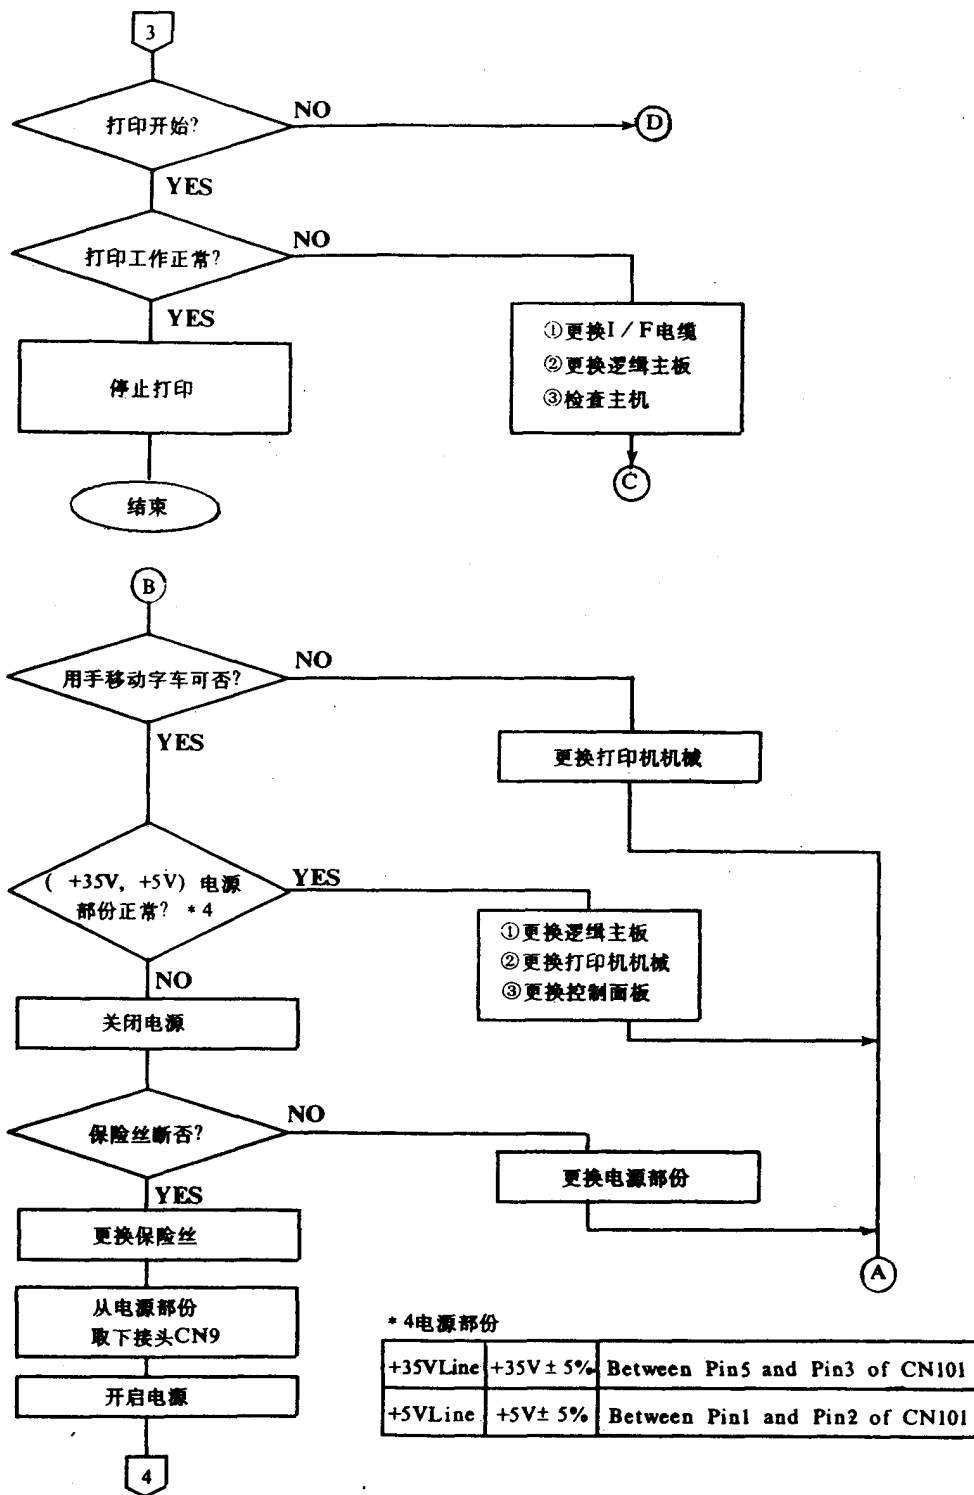 3
打印开始?
NO
D
YES
打印工作正常?
NO
YES
①更换I／F电缆
②更换逻缉主板
③检查主机
停止打印
C
结束
B
用手移动字车可否?
NO
YES
更换打印机机械
( +35V, +5V) 电源
部份正常? *4
YES
①更换逻缉主板
②更换打印机机械
③更换控制面板
NO
关闭电源
保险丝断否?
NO
更换电源部份
YES
更换保险丝
A
从电源部份
取下接头CN9
开启电源
4
*4电源部份
+35VLine +35V±5% Between Pin5 and Pin3 of CN101
+5VLine +5V±5% Between Pin1 and Pin2 of CN101